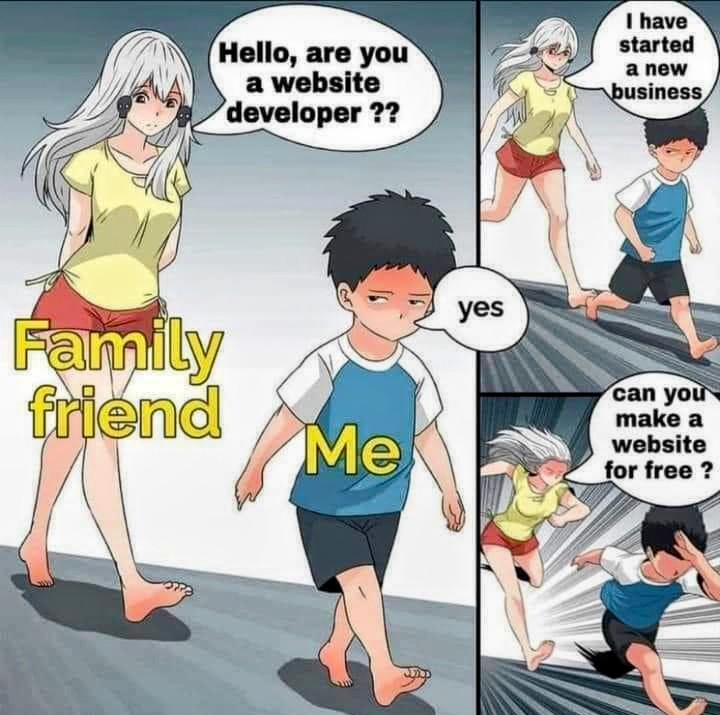 Hello, are you
a website
developer ??
yes
Family
friend
Me
I have
started
a new
business
can you
make a
website
for free ?